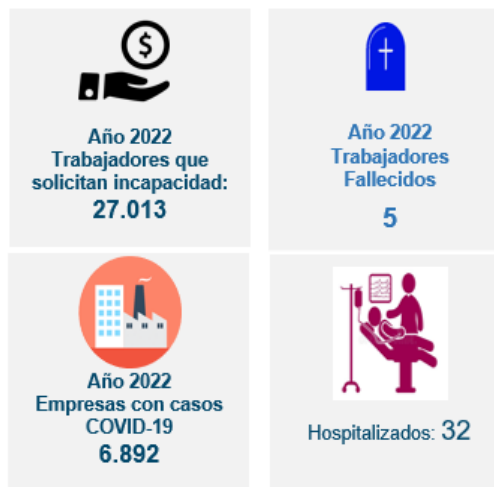 $
Año 2022
Trabajadores que
solicitan incapacidad:
27.013
Año 2022
Trabajadores
Fallecidos
5
Año 2022
Empresas con casos
COVID-19
6.892
Hospitalizados: 32